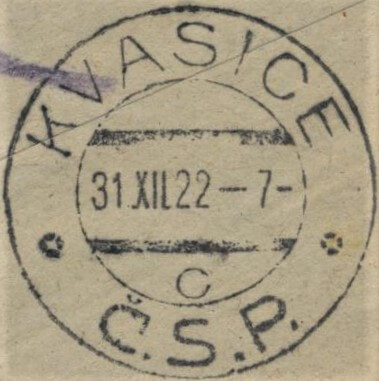 KVASICE
31.XII.22 — 7-
C
Č.S.P.